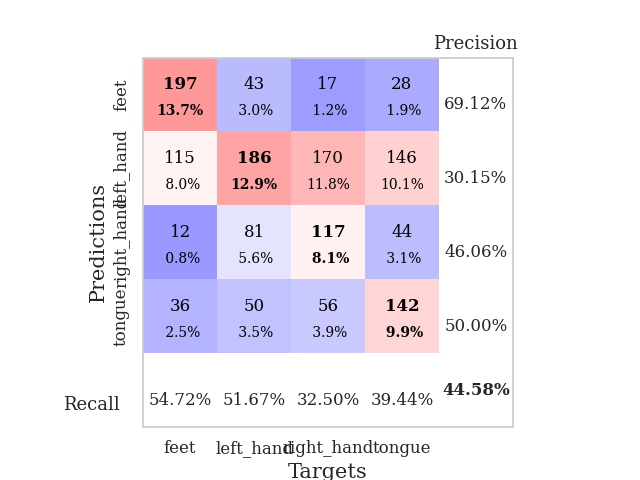 Precision
feet 197 43 17 28 69.12%
13.7% 3.0% 1.2% 1.9%
left_hand 115 186 170 146 30.15%
8.0% 12.9% 11.8% 10.1%
right_hand 12 81 117 44 46.06%
0.8% 5.6% 8.1% 3.1%
tongue 36 50 56 142 50.00%
2.5% 3.5% 3.9% 9.9%
Predictions
Recall 54.72% 51.67% 32.50% 39.44% 44.58%
feet left_hand right_hand tongue
Targets